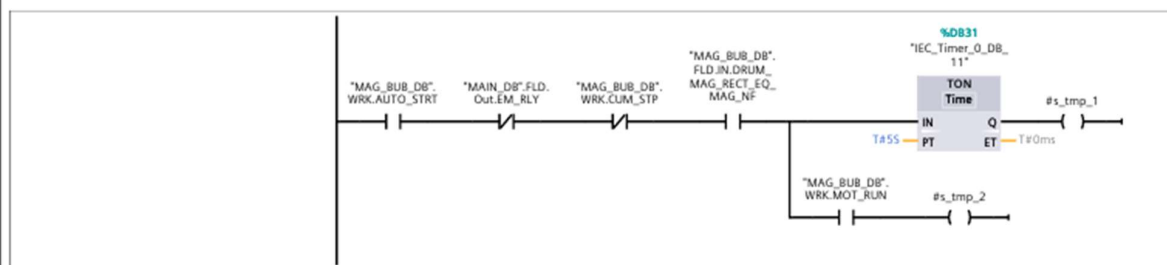 %DB31
"IEC_Timer_0_DB_
11"
"MAG_BUB_DB".
FLD.IN.DRUM_
MAG_RECT_EQ_
MAG_NF
"MAG_BUB_DB".
WRK.AUTO_STRT
"MAIN_DB".FLD.
Out.EM_RLY
"MAG_BUB_DB".
WRK.CUM_STP
TON
Time
#s_tmp_1
IN
Q
T#5S
PT
ET
T#0ms
"MAG_BUB_DB".
WRK.MOT_RUN
#s_tmp_2